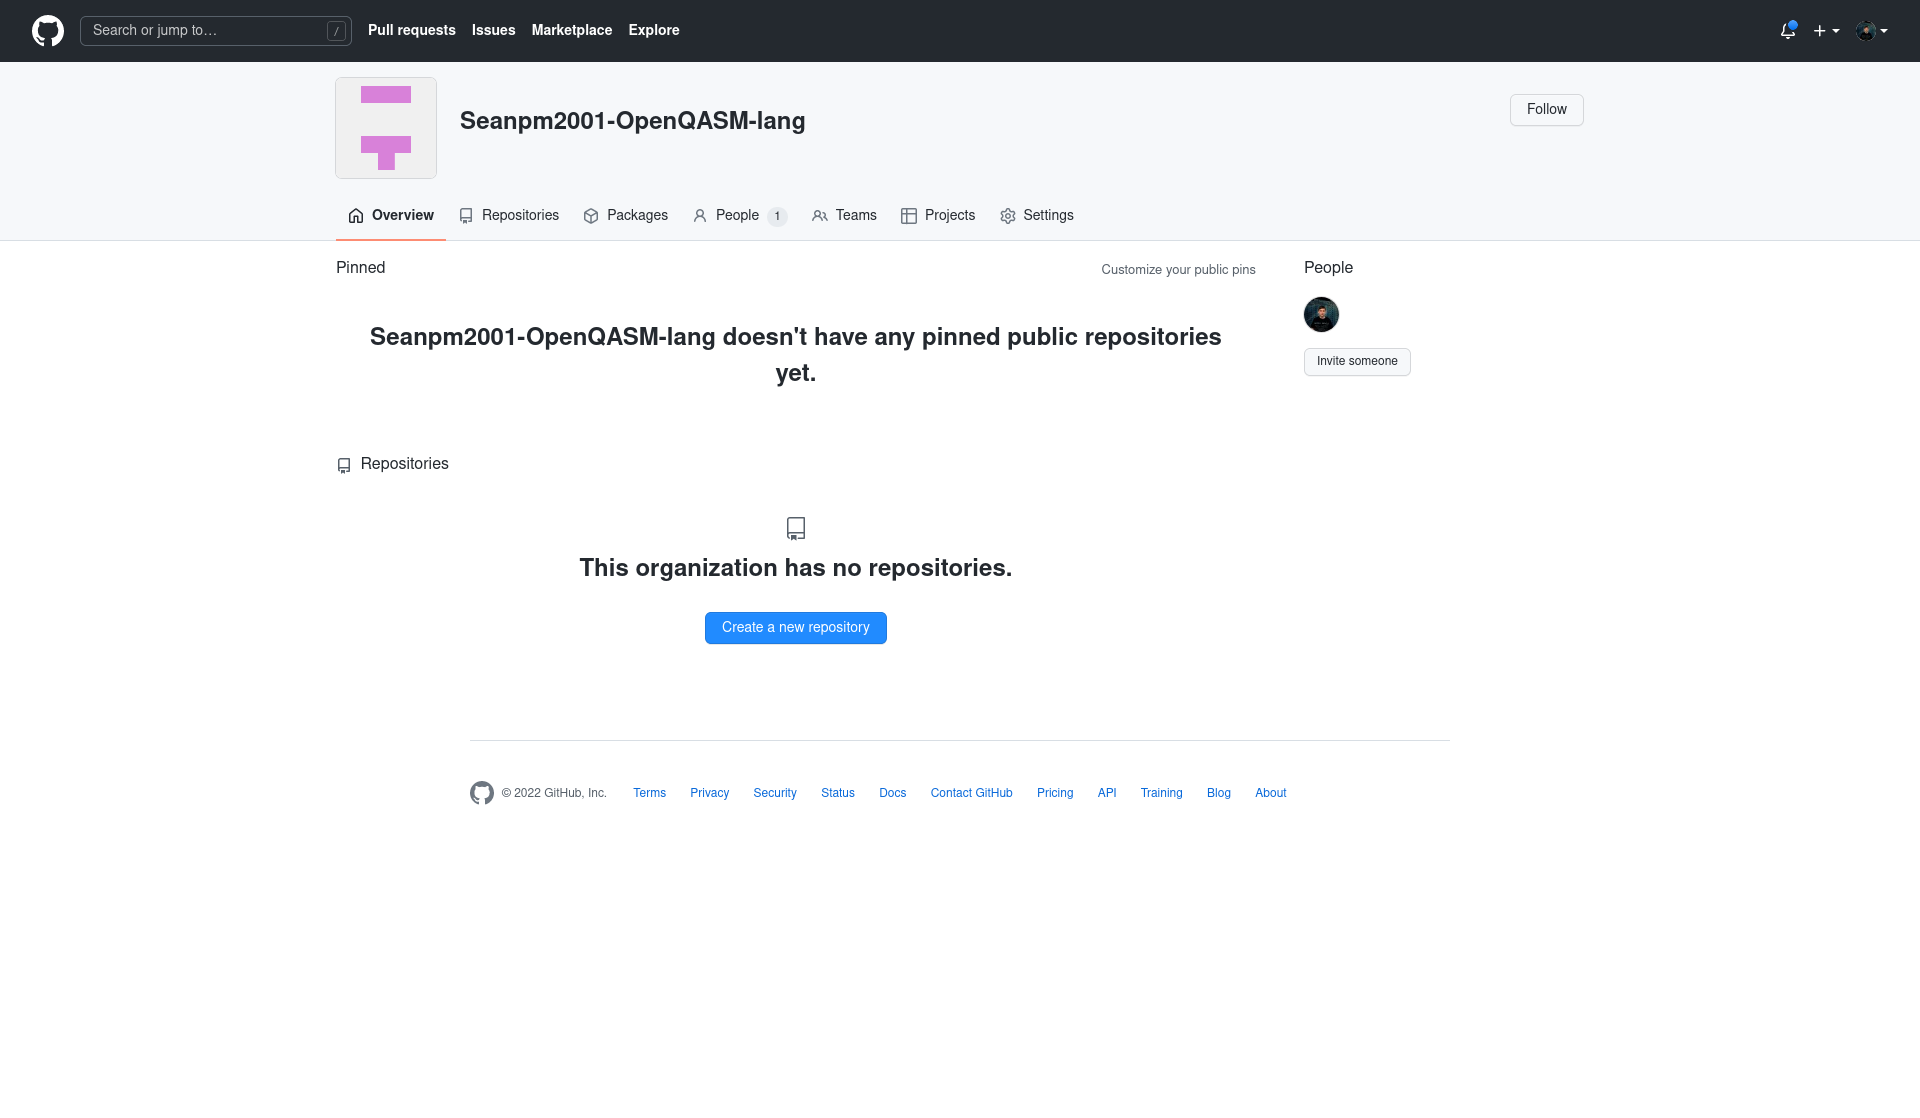 Search or jump to… /
Pull requests
Issues
Marketplace
Explore
Seanpm2001-OpenQASM-lang
Follow
Overview
Repositories
Packages
People 1
Teams
Projects
Settings
Pinned
Customize your public pins
Seanpm2001-OpenQASM-lang doesn't have any pinned public repositories
yet.
People
Invite someone
Repositories
This organization has no repositories.
Create a new repository
© 2022 GitHub, Inc.
Terms
Privacy
Security
Status
Docs
Contact GitHub
Pricing
API
Training
Blog
About